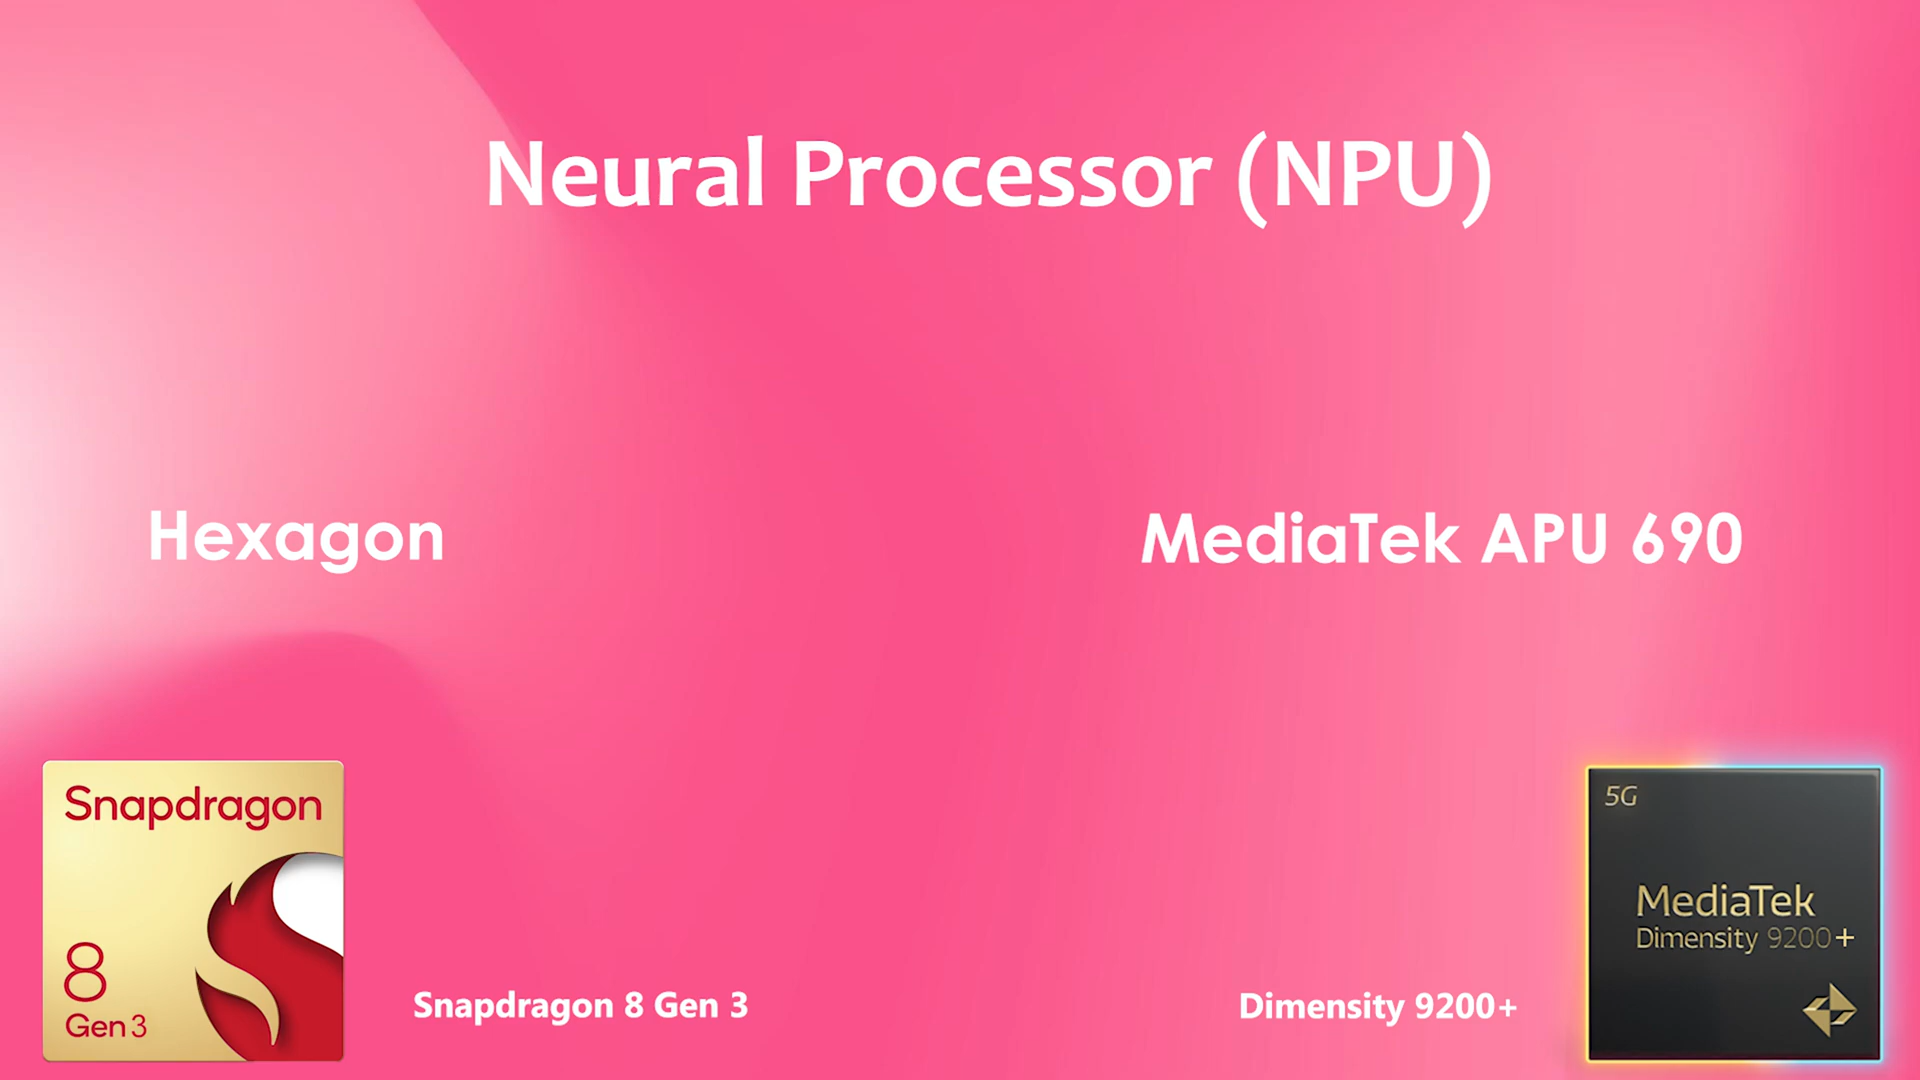 Neural Processor (NPU)
Hexagon
MediaTek APU 690
Snapdragon
8
Gen 3
Snapdragon 8 Gen 3
Dimensity 9200+
5G
MediaTek
Dimensity 9200+